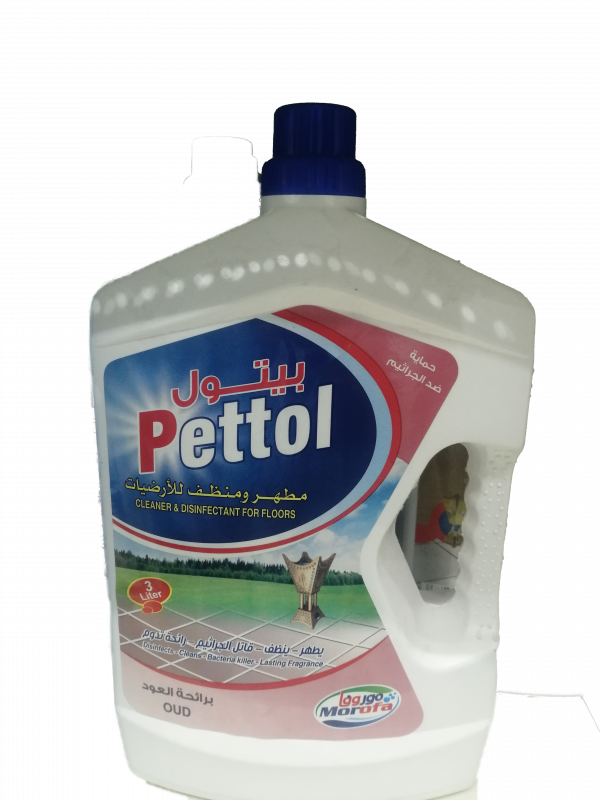 حماية
ضد الجراثيم
بيتول
Pettol
مطهر ومنظف للأرضيات
CLEANER & DISINFECTANT FOR FLOORS
3
Liter
يطهر - ينظف - قاتل الجراثيم - رائحة تدوم
Disinfects - Cleans - Bacteria killer - Lasting Fragrance
برائحة العود
OUD
موروفا
Morofa